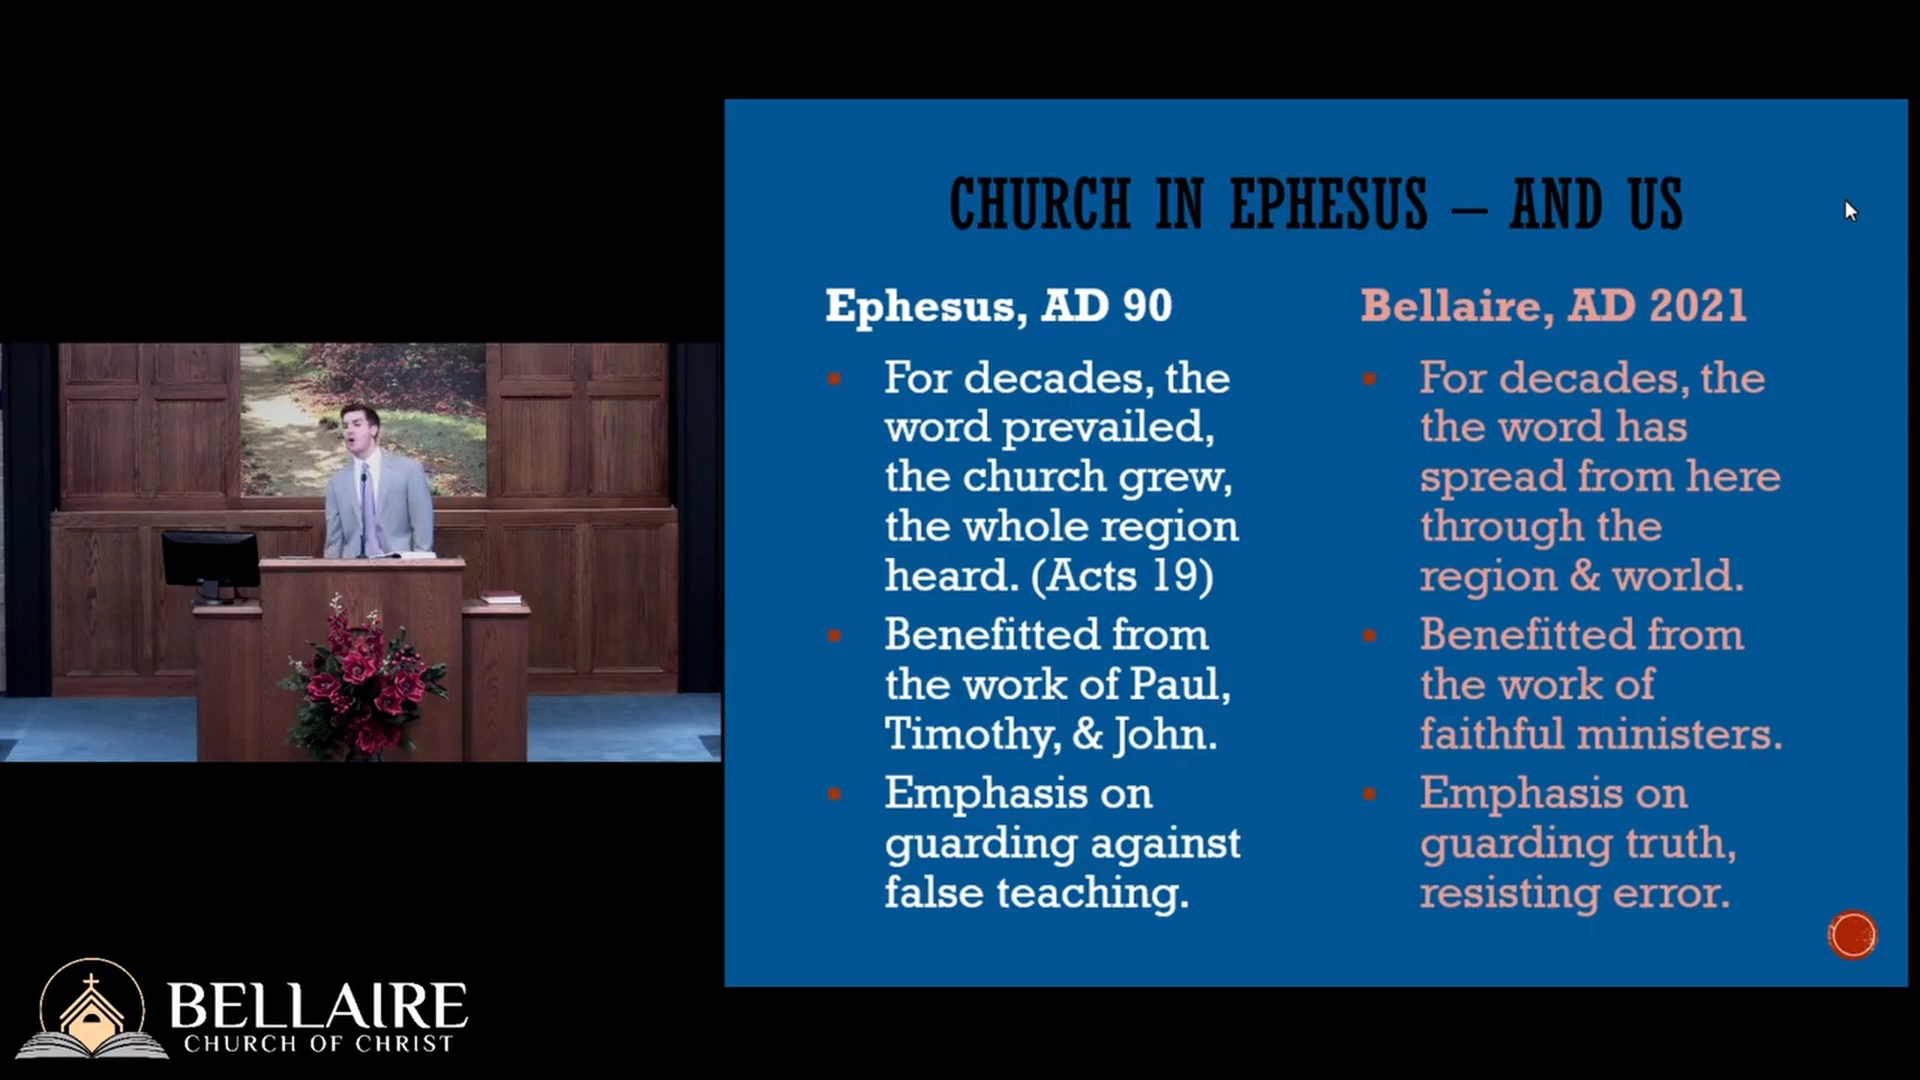 CHURCH IN EPHESUS – AND US
Ephesus, AD 90
For decades, the
word prevailed,
the church grew,
the whole region
heard. (Acts 19)
Benefitted from
the work of Paul,
Timothy, & John.
Emphasis on
guarding against
false teaching.
Bellaire, AD 2021
For decades, the
the word has
spread from here
through the
region & world.
Benefitted from
the work of
faithful ministers.
Emphasis on
guarding truth,
resisting error.
BELLAIRE
CHURCH OF CHRIST